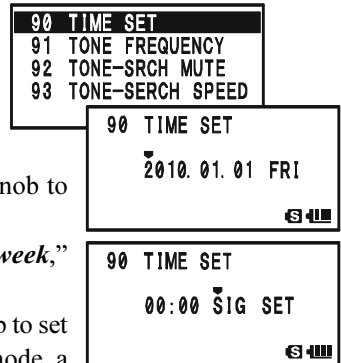 90 TIME SET
91 TONE FREQUENCY
92 TONE-SRCH MUTE
93 TONE-SERCH SPEED
90 TIME SET
2010.01.01 FRI
S
nob to
week,”
90 TIME SET
00:00 SIG SET
S
p to set
node, a